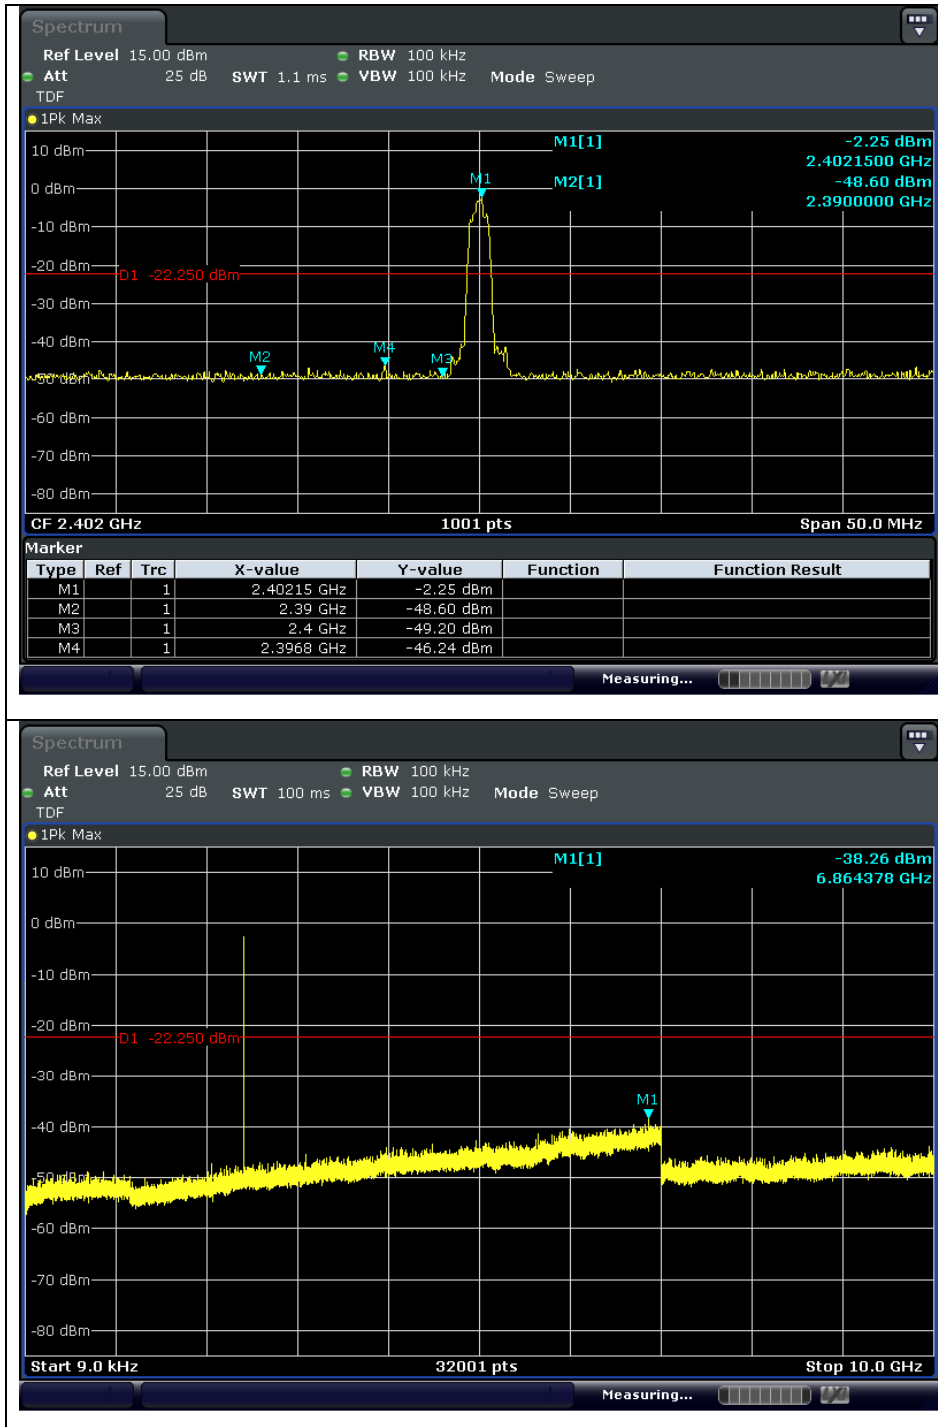 Spectrum
Ref Level 15.00 dBm RBW 100 kHz
Att 25 dB SWT 1.1 ms VBW 100 kHz Mode Sweep
TDF
1Pk Max
M1[1] -2.25 dBm
2.4021500 GHz
M2[1] -48.60 dBm
2.3900000 GHz
10 dBm
0 dBm
M1
-10 dBm
-20 dBm
D1 -22.250 dBm
-30 dBm
-40 dBm
M2 M4 M3
-50 dBm
-60 dBm
-70 dBm
-80 dBm
CF 2.402 GHz 1001 pts Span 50.0 MHz
Marker
Type Ref Trc X-value Y-value Function Function Result
M1 1 2.40215 GHz -2.25 dBm
M2 1 2.39 GHz -48.60 dBm
M3 1 2.4 GHz -49.20 dBm
M4 1 2.3968 GHz -46.24 dBm
Measuring...
Spectrum
Ref Level 15.00 dBm RBW 100 kHz
Att 25 dB SWT 100 ms VBW 100 kHz Mode Sweep
TDF
1Pk Max
M1[1] -38.26 dBm
6.864378 GHz
10 dBm
0 dBm
-10 dBm
-20 dBm
D1 -22.250 dBm
-30 dBm
M1
-40 dBm
-50 dBm
-60 dBm
-70 dBm
-80 dBm
Start 9.0 kHz 32001 pts Stop 10.0 GHz
Measuring...